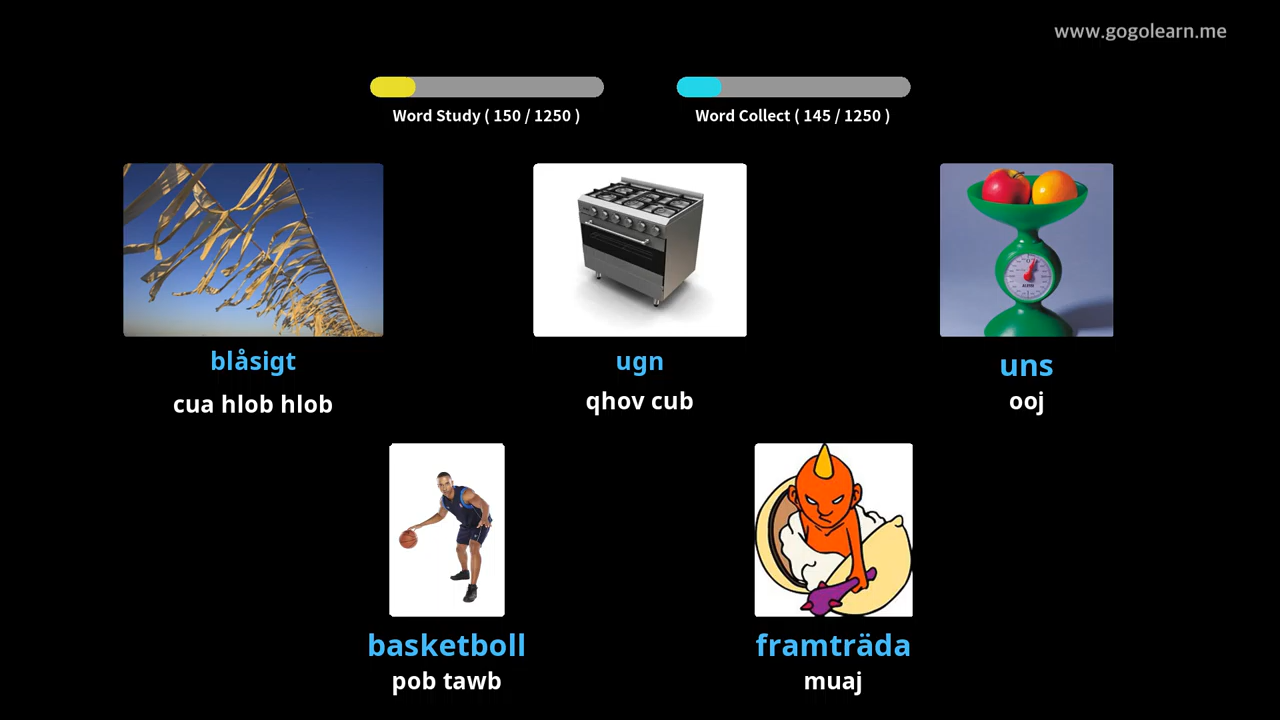 www.gogolearn.me
Word Study ( 150 / 1250 )
Word Collect ( 145 / 1250 )
blåsigt
cua hlob hlob
ugn
qhov cub
uns
ooj
basketboll
pob tawb
framträda
muaj